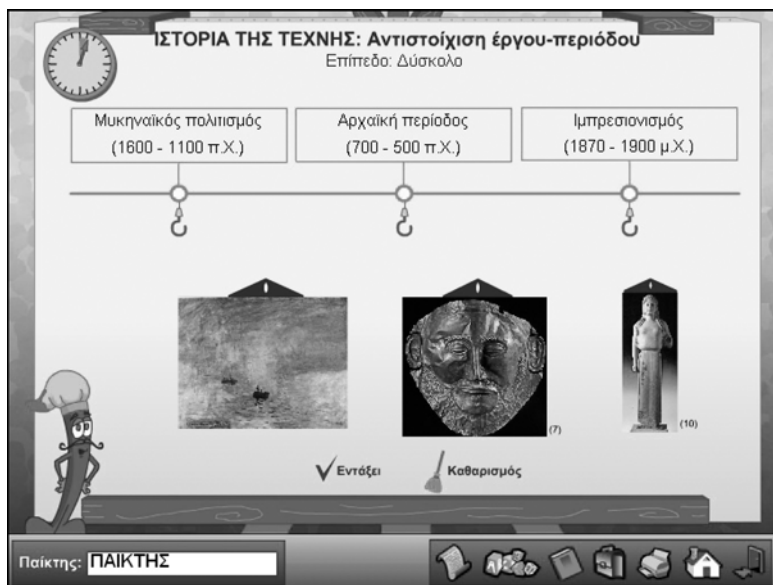 ΙΣΤΟΡΙΑ ΤΗΣ ΤΕΧΝΗΣ: Αντιστοίχιση έργου-περιόδου
Επίπεδο: Δύσκολο
Μυκηναϊκός πολιτισμός
(1600 - 1100 π.Χ.)
Αρχαϊκή περίοδος
(700 - 500 π.Χ.)
Ιμπρεσιονισμός
(1870 - 1900 μ.Χ.)
(7)
(10)
Εντάξει
Καθαρισμός
Παίκτης: ΠΑΙΚΤΗΣ